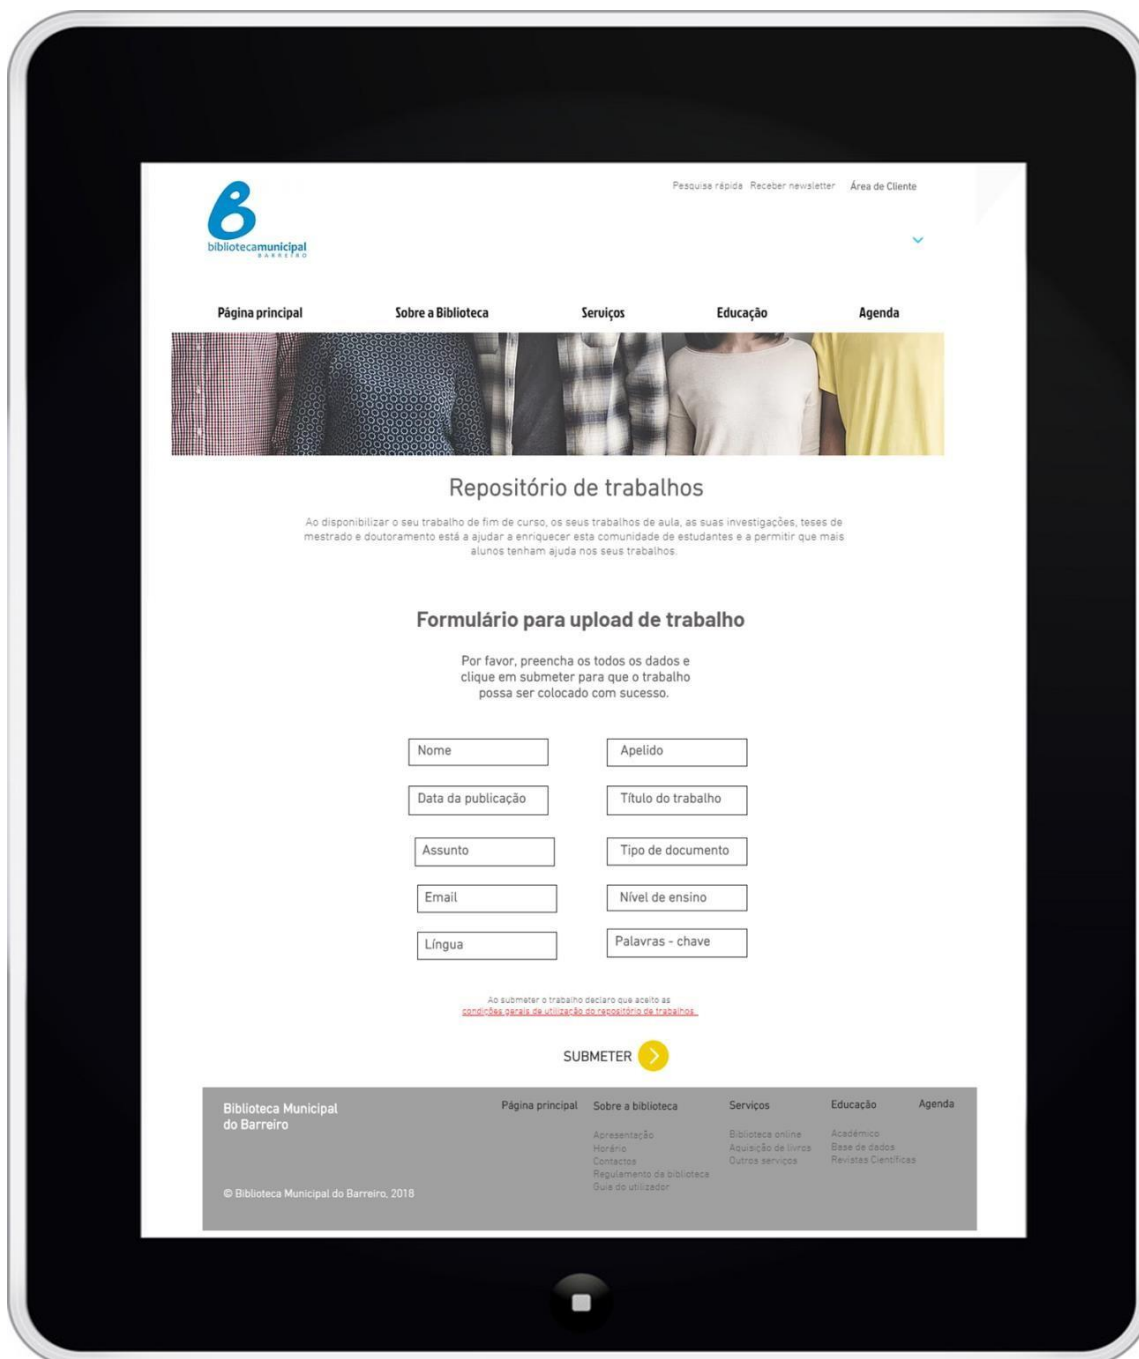 Pesquisa rápida Receber newsletter Área de Cliente
bibliotecamunicipal
BARREIRO
Página principal Sobre a Biblioteca Serviços Educação Agenda
Repositório de trabalhos
Ao disponibilizar o seu trabalho de fim de curso, os seus trabalhos de aula, as suas investigações, teses de
mestrado e doutoramento está a ajudar a enriquecer esta comunidade de estudantes e a permitir que mais
alunos tenham ajuda nos seus trabalhos.
Formulário para upload de trabalho
Por favor, preencha os todos os dados e
clique em submeter para que o trabalho
possa ser colocado com sucesso.
Nome Apelido
Data da publicação Título do trabalho
Assunto Tipo de documento
Email Nível de ensino
Língua Palavras - chave
Ao submeter o trabalho declaro que aceito as
condições gerais de utilização do repositório de trabalhos.
SUBMETER
Biblioteca Municipal
do Barreiro
Página principal Sobre a biblioteca Serviços Educação Agenda
Apresentação Biblioteca online Académico
Horário Aquisição de livros Base de dados
Contactos Outros serviços Revistas Científicas
Regulamento da biblioteca
Guia do utilizador
© Biblioteca Municipal do Barreiro, 2018